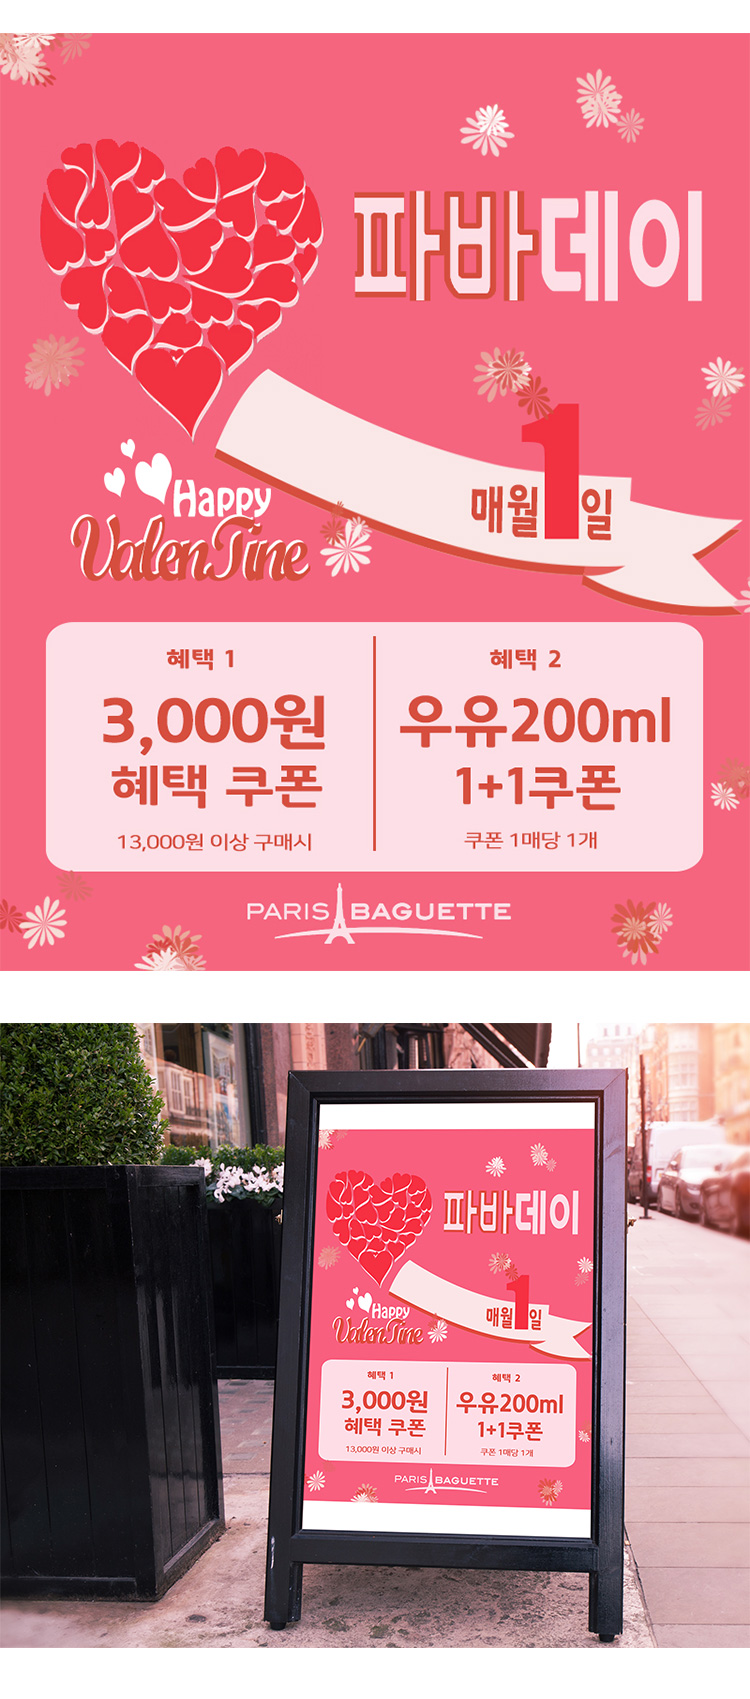 파바데이
매월 1일
Happy
Valentine
혜택 1
3,000원
혜택 쿠폰
13,000원 이상 구매시
혜택 2
우유200ml
1+1쿠폰
쿠폰 1매당 1개
PARIS BAGUETTE
파바데이
매월 1일
Happy
Valentine
혜택 1
3,000원
혜택 쿠폰
13,000원 이상 구매시
혜택 2
우유200ml
1+1쿠폰
쿠폰 1매당 1개
PARIS BAGUETTE